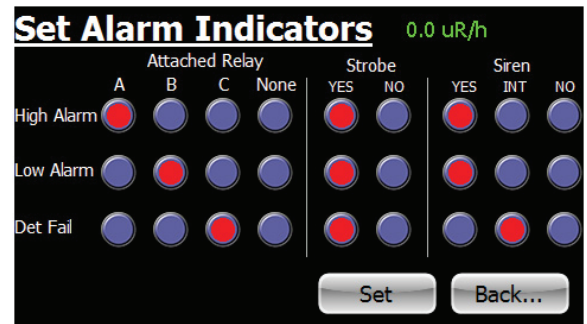 Set Alarm Indicators 0.0 uR/h
Attached Relay Strobe Siren
A B C None YES NO YES INT NO
High Alarm
Low Alarm
Det Fail
Set Back...